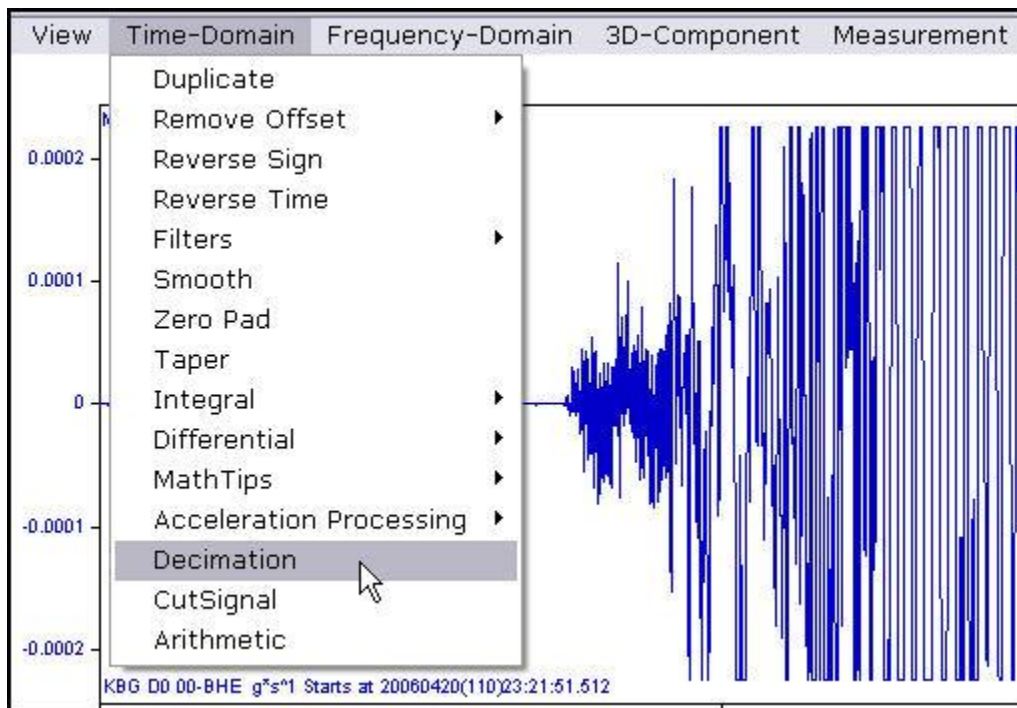 View Time-Domain Frequency-Domain 3D-Component Measurement
Duplicate
Remove Offset
Reverse Sign
Reverse Time
Filters
Smooth
Zero Pad
Taper
Integral
Differential
MathTips
Acceleration Processing
Decimation
CutSignal
Arithmetic
0.0002
0.0001
0
-0.0001
-0.0002
KBG D0 00-BHE g*s^1 Starts at 20060420(110)23:21:51.512